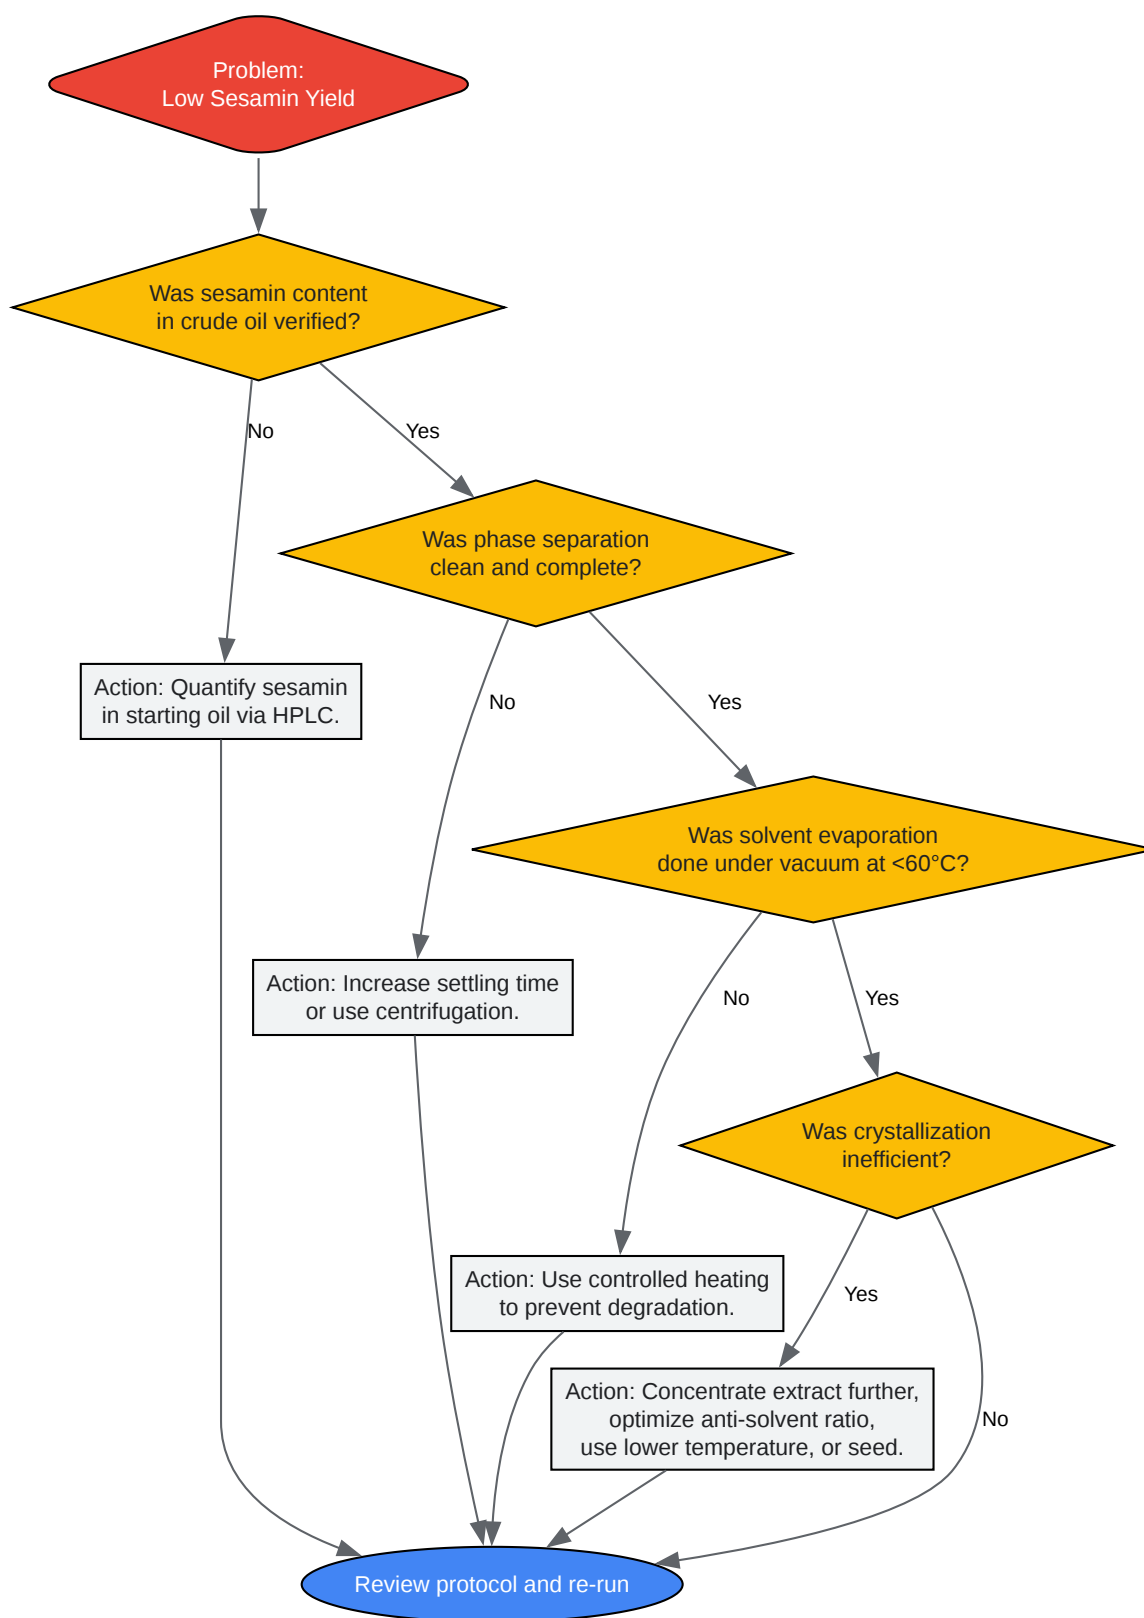 Problem:
Low Sesamin Yield
Was sesamin content
in crude oil verified?
No
Yes
Was phase separation
clean and complete?
Action: Quantify sesamin
in starting oil via HPLC.
No
Yes
Was solvent evaporation
done under vacuum at <60°C?
Action: Increase settling time
or use centrifugation.
No
Yes
Was crystallization
inefficient?
Action: Use controlled heating
to prevent degradation.
Yes
Action: Concentrate extract further,
optimize anti-solvent ratio,
use lower temperature, or seed.
No
Review protocol and re-run